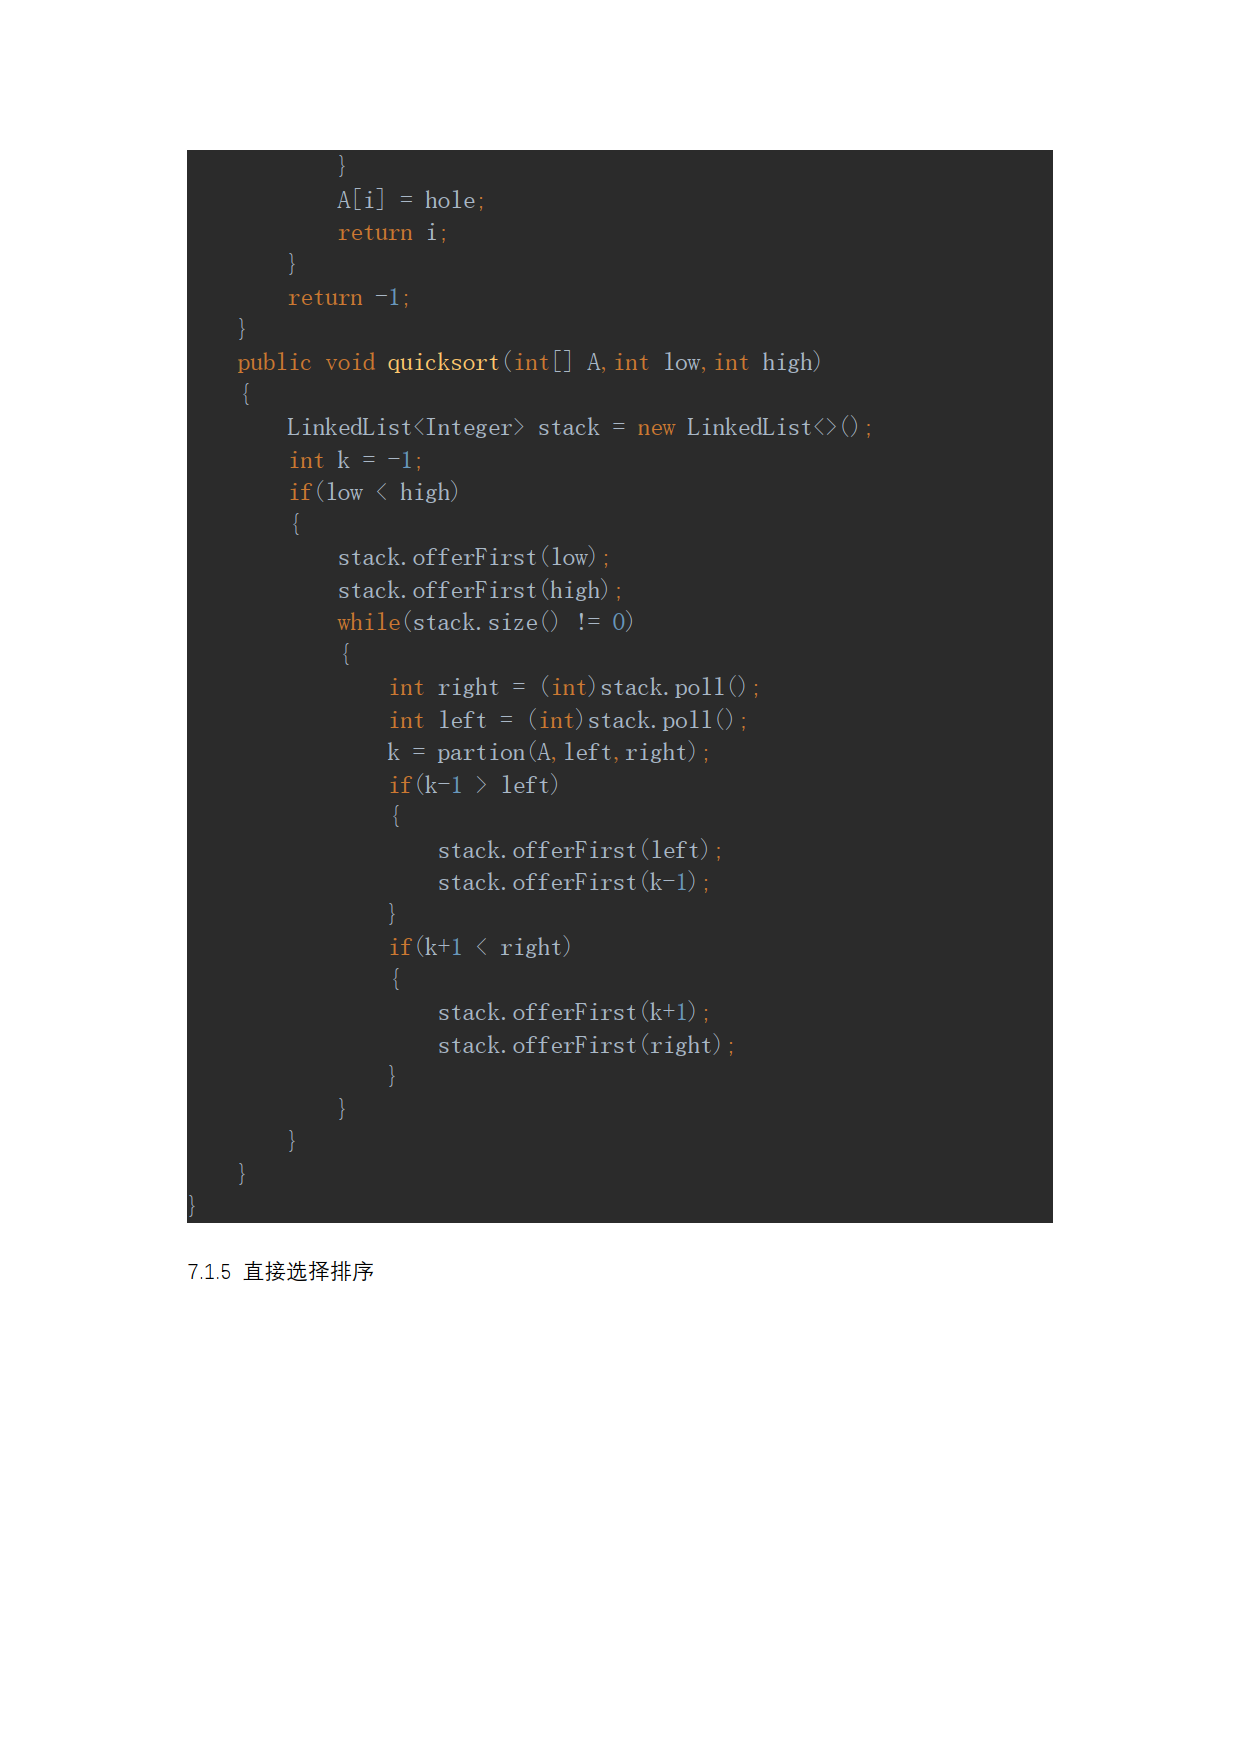 }
            A[i] = hole;
            return i;
        }
        return -1;
    }
    public void quicksort(int[] A,int low,int high)
    {
        LinkedList<Integer> stack = new LinkedList<>();
        int k = -1;
        if(low < high)
        {
            stack.offerFirst(low);
            stack.offerFirst(high);
            while(stack.size() != 0)
            {
                int right = (int)stack.poll();
                int left = (int)stack.poll();
                k = partion(A,left,right);
                if(k-1 > left)
                {
                    stack.offerFirst(left);
                    stack.offerFirst(k-1);
                }
                if(k+1 < right)
                {
                    stack.offerFirst(k+1);
                    stack.offerFirst(right);
                }
            }
        }
    }
}
7.1.5 直接选择排序